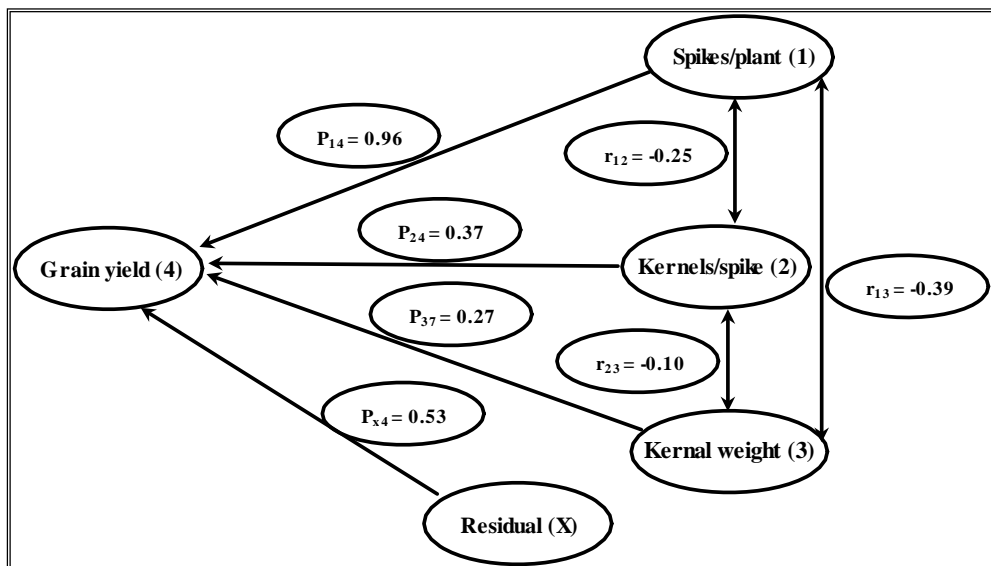 Spikes/plant (1)
P14 = 0.96
r12 = -0.25
P24 = 0.37
Grain yield (4)
Kernels/spike (2)
r13 = -0.39
P37 = 0.27
r23 = -0.10
Px4 = 0.53
Kernal weight (3)
Residual (X)